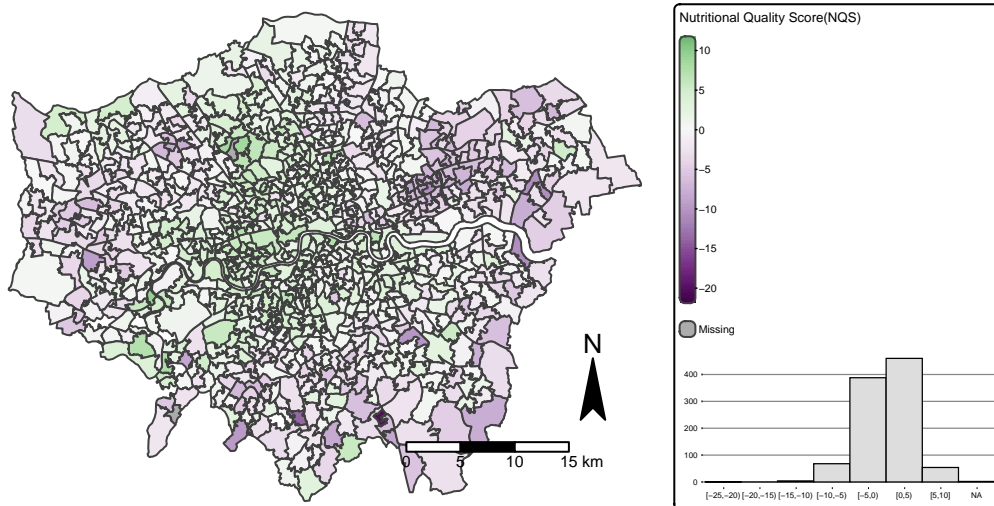 Nutritional Quality Score(NQS)
10
5
0
−5
−10
−15
−20
Missing
N
0 5 10 15 km
400
300
200
100
0
[−25,−20) [−20,−15) [−15,−10) [−10,−5) [−5,0) [0,5) [5,10] NA